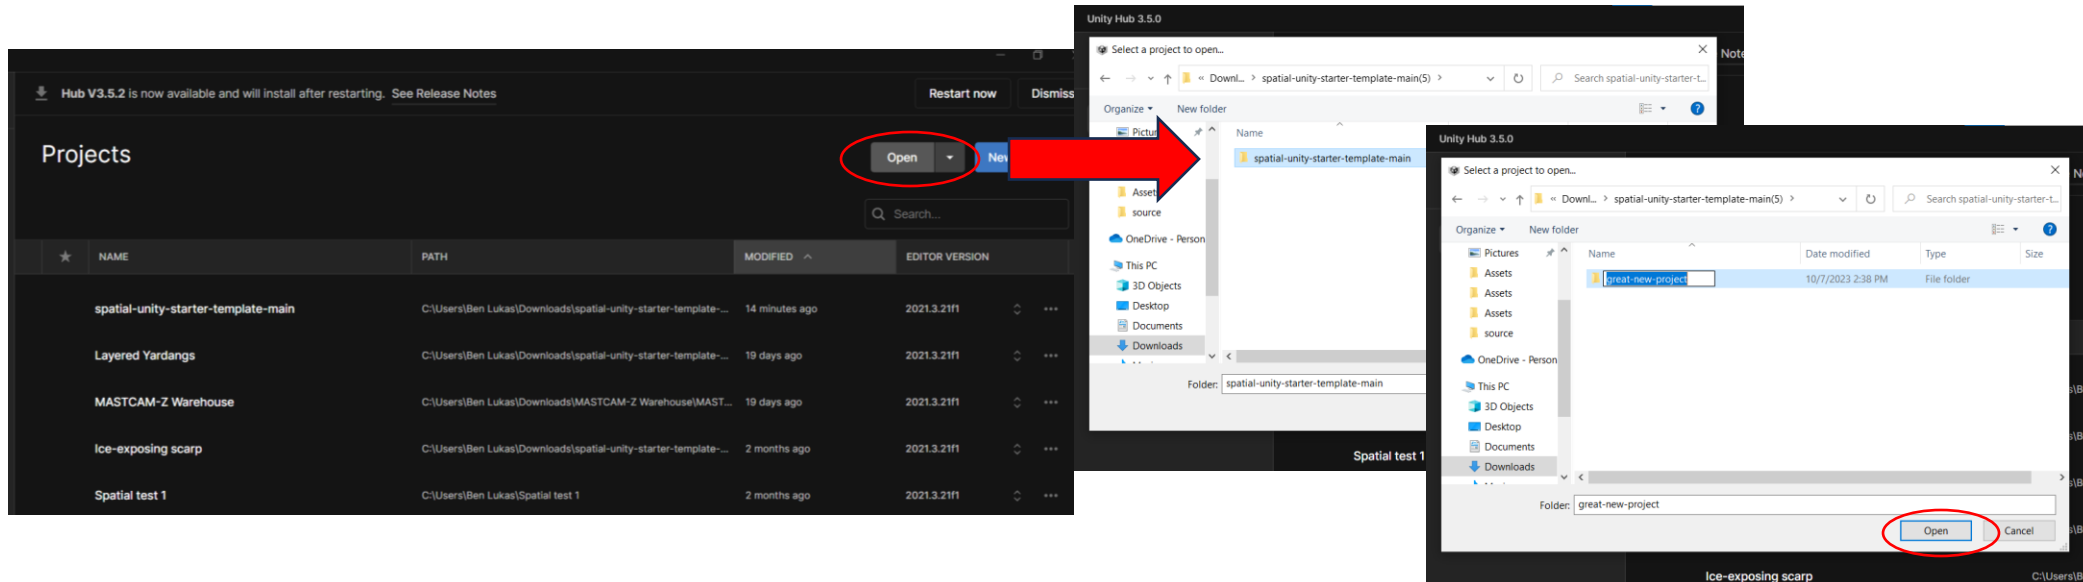 Hub V3.5.2 is now available and will install after restarting. See Release Notes
Restart now
Dismiss
Projects
Open
New
Search...
NAME
PATH
MODIFIED
EDITOR VERSION
spatial-unity-starter-template-main
C:\Users\Ben Lukas\Downloads\spatial-unity-starter-template-...
14 minutes ago
2021.3.21f1
Layered Yardangs
C:\Users\Ben Lukas\Downloads\spatial-unity-starter-template-...
19 days ago
2021.3.21f1
MASTCAM-Z Warehouse
C:\Users\Ben Lukas\Downloads\MASTCAM-Z Warehouse\MAST...
19 days ago
2021.3.21f1
Ice-exposing scarp
C:\Users\Ben Lukas\Downloads\spatial-unity-starter-template-...
2 months ago
2021.3.21f1
Spatial test 1
C:\Users\Ben Lukas\Spatial test 1
2 months ago
2021.3.21f1
Unity Hub 3.5.0
Select a project to open...
Note
« Downl... > spatial-unity-starter-template-main(5) >
Search spatial-unity-starter-t...
Organize
New folder
Pictur
Name
spatial-unity-starter-template-main
Asset
source
OneDrive - Person
This PC
3D Objects
Desktop
Documents
Downloads
Folder:
spatial-unity-starter-template-main
Spatial test 1
Unity Hub 3.5.0
Select a project to open...
« Downl... > spatial-unity-starter-template-main(5) >
Search spatial-unity-starter-t...
Organize
New folder
Pictures
Name
Date modified
Type
Size
Assets
great-new-project
10/7/2023 2:38 PM
File folder
Assets
Assets
source
OneDrive - Person
This PC
3D Objects
Desktop
Documents
Downloads
Folder:
great-new-project
Open
Cancel
Ice-exposing scarp
C:\Users\B